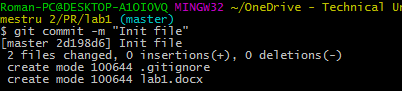 Roman-PC@DESKTOP-A1OI0VQ MINGW32 ~/OneDrive - Technical Un
mestru 2/PR/lab1 (master)
$ git commit -m "Init file"
[master 2d198d6] Init file
 2 files changed, 0 insertions(+), 0 deletions(-)
 create mode 100644 .gitignore
 create mode 100644 lab1.docx